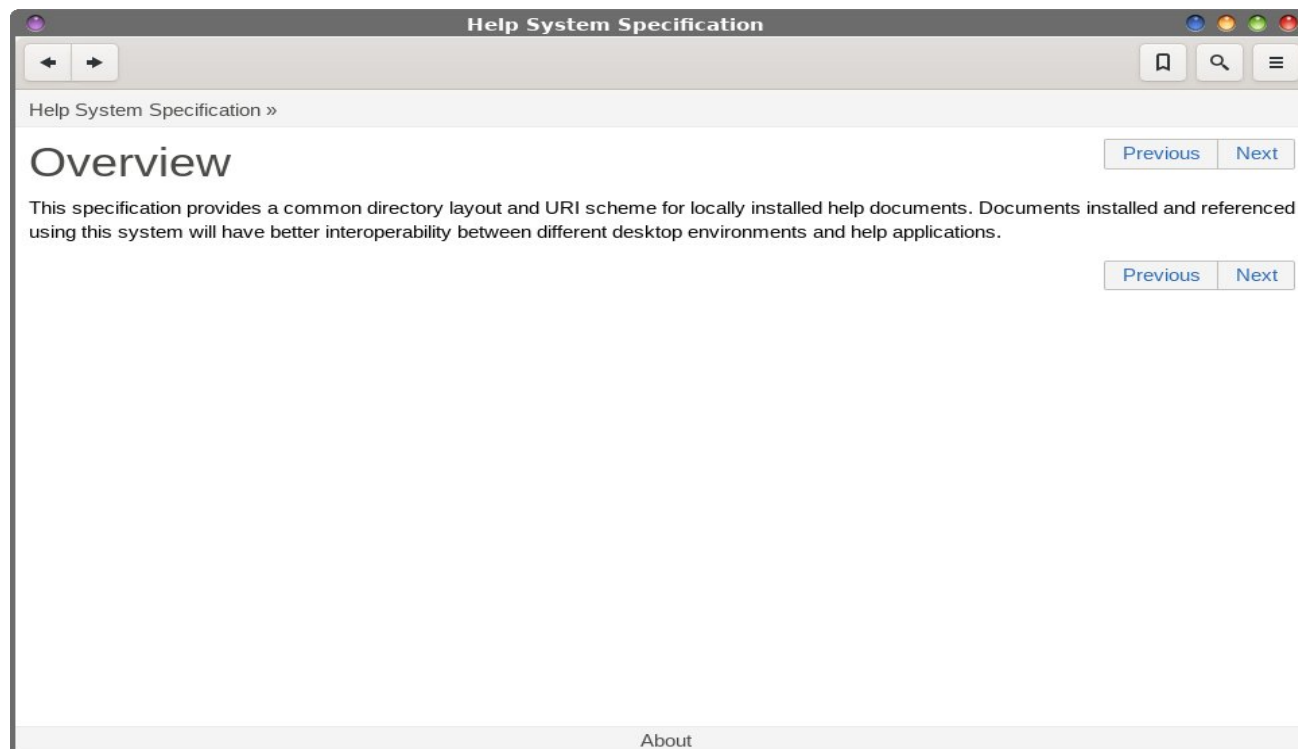 Help System Specification
Help System Specification »
Overview
Previous Next
This specification provides a common directory layout and URI scheme for locally installed help documents. Documents installed and referenced
using this system will have better interoperability between different desktop environments and help applications.
Previous Next
About